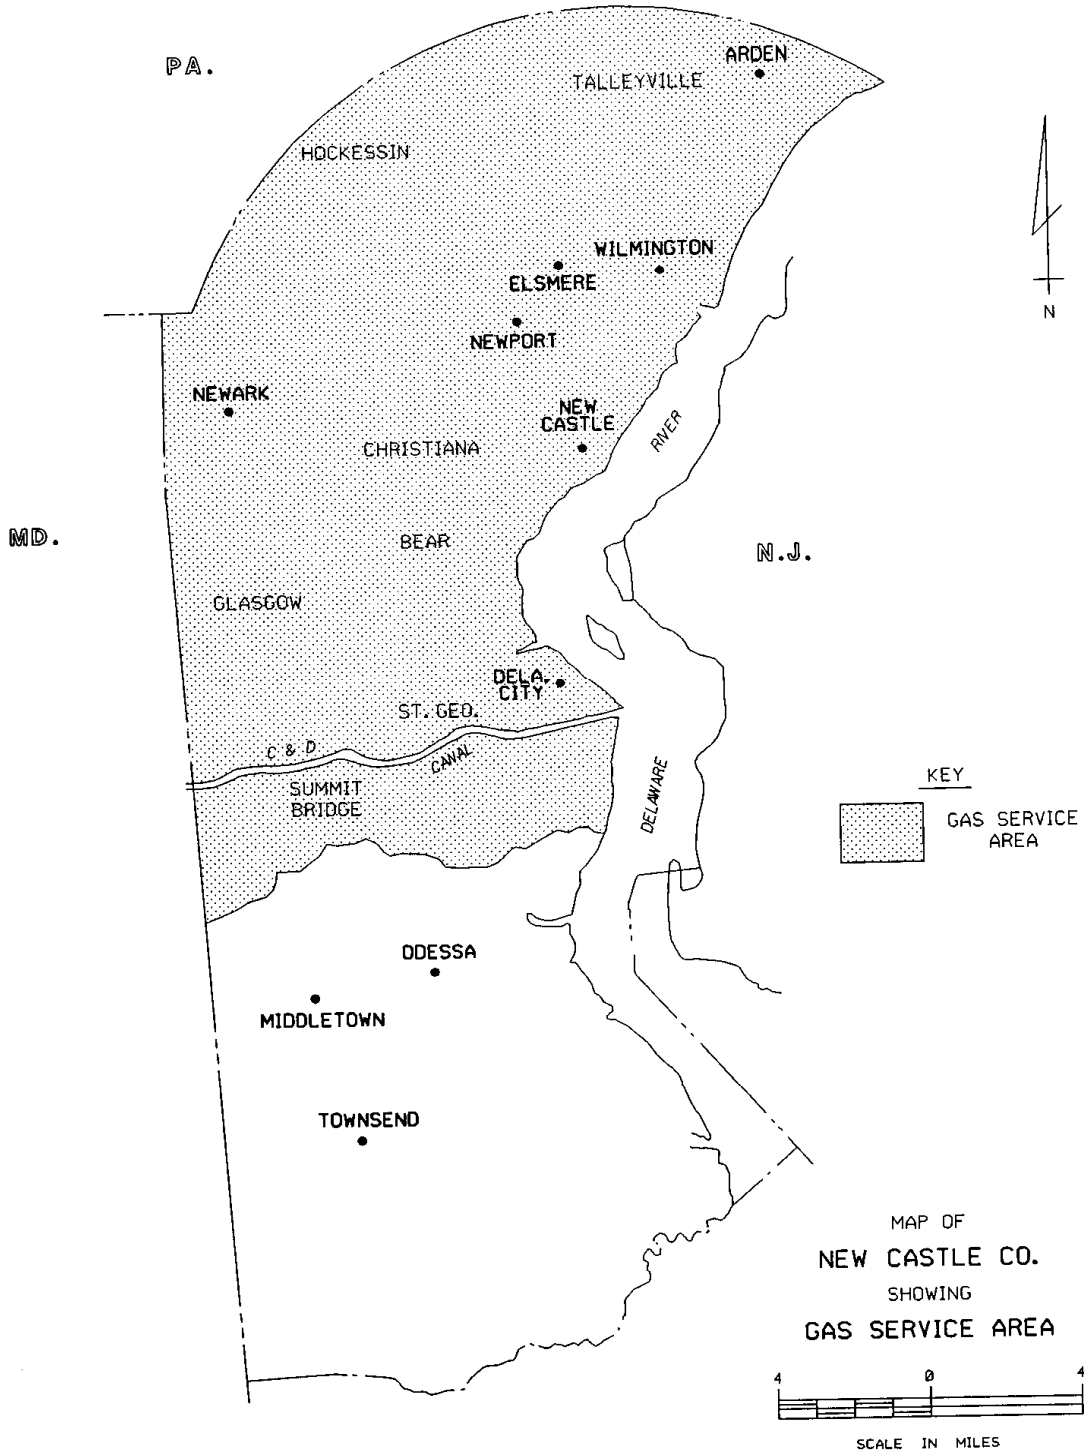 PA.
ARDEN
TALLEYVILLE
HOCKESSIN
WILMINGTON
ELSMERE
NEWPORT
N
NEWARK
NEW
CASTLE
RIVER
CHRISTIANA
MD.
BEAR
N.J.
GLASGOW
DELA.
CITY
ST. GEO.
C & D
CANAL
SUMMIT
BRIDGE
DELAWARE
KEY
GAS SERVICE
AREA
ODESSA
MIDDLETOWN
TOWNSEND
MAP OF
NEW CASTLE CO.
SHOWING
GAS SERVICE AREA
4 0 4
SCALE IN MILES